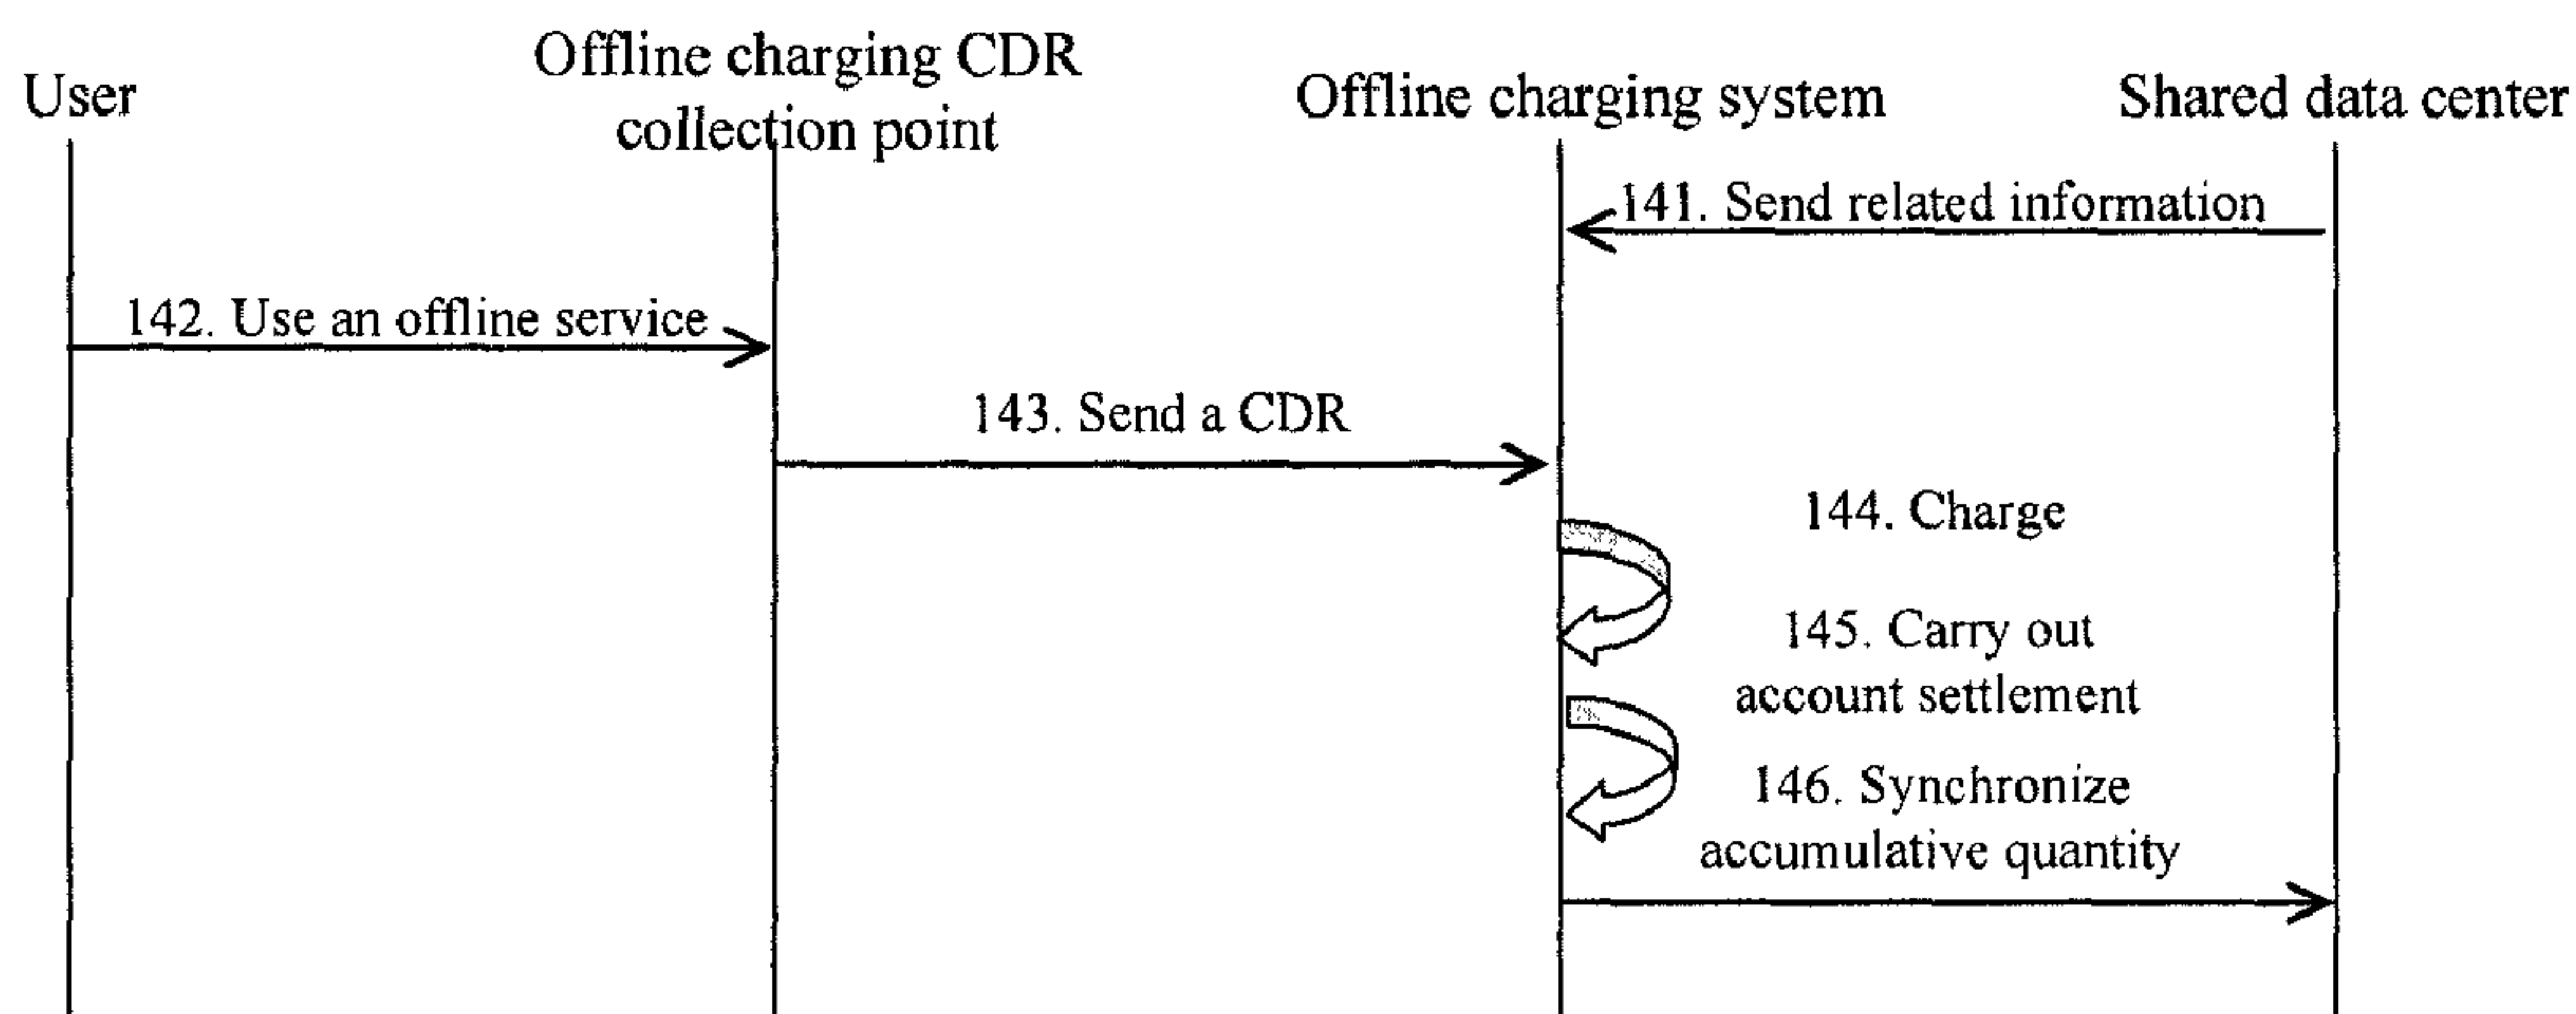 User
Offline charging CDR
collection point
Offline charging system
Shared data center
141. Send related information
142. Use an offline service
143. Send a CDR
144. Charge
145. Carry out
account settlement
146. Synchronize
accumulative quantity